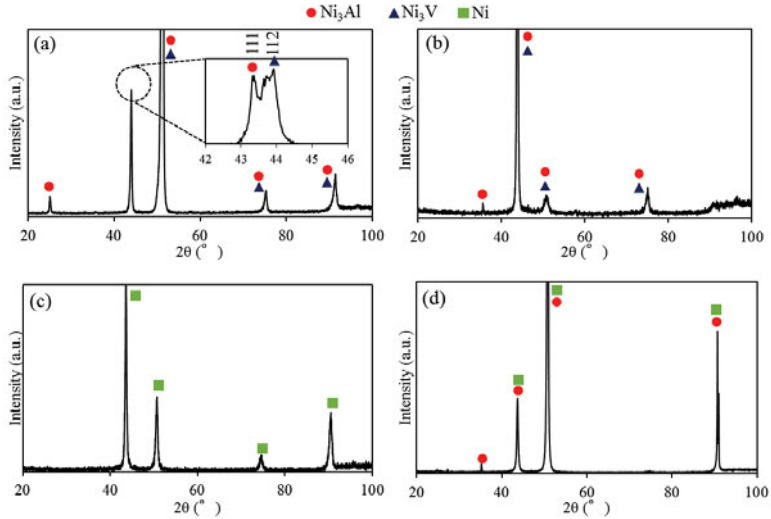 Ni₃Al Ni₃V Ni
(a)
111
112
42 43 44 45 46
Intensity (a.u.)
20 40 60 80 100
2θ (°)
(b)
Intensity (a.u.)
20 40 60 80 100
2θ (°)
(c)
Intensity (a.u.)
20 40 60 80 100
2θ (°)
(d)
Intensity (a.u.)
20 40 60 80 100
2θ (°)